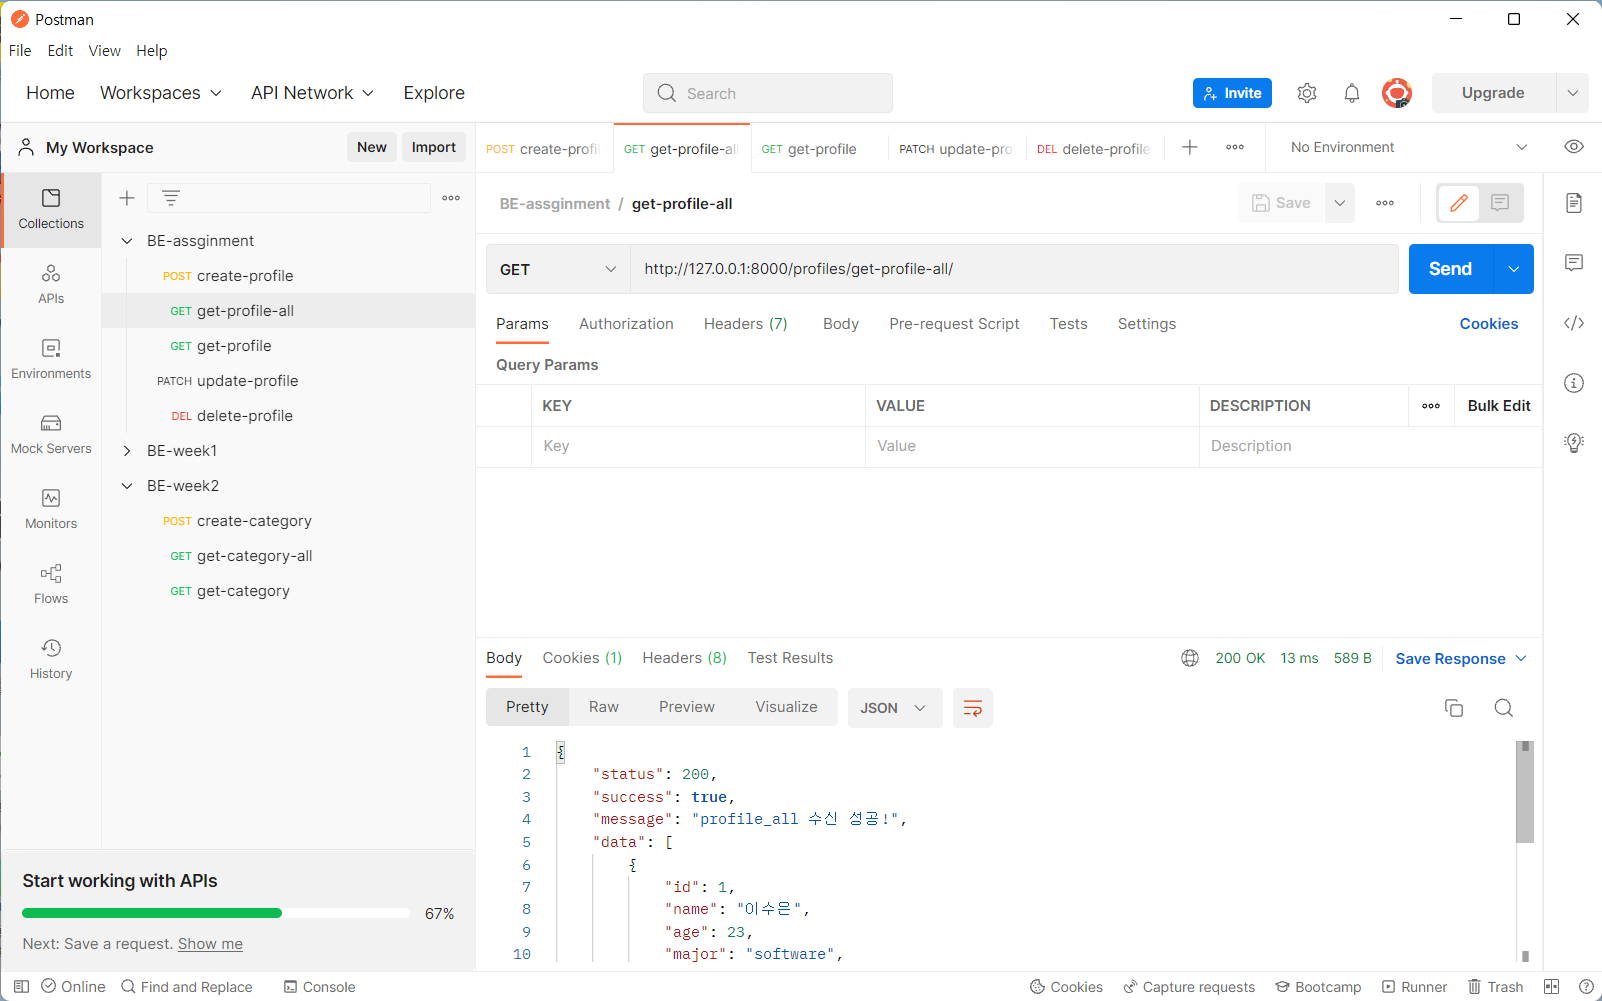 Postman
File Edit View Help
Home Workspaces API Network Explore Search Invite Upgrade
My Workspace New Import
POST create-profi GET get-profile-al GET get-profile PATCH update-pro DEL delete-profile No Environment
Collections
APIs
Environments
Mock Servers
Monitors
Flows
History
BE-assginment
POST create-profile
GET get-profile-all
GET get-profile
PATCH update-profile
DEL delete-profile
BE-week1
BE-week2
POST create-category
GET get-category-all
GET get-category
Start working with APIs
67%
Next: Save a request. Show me
BE-assginment / get-profile-all Save
GET http://127.0.0.1:8000/profiles/get-profile-all/ Send
Params Authorization Headers (7) Body Pre-request Script Tests Settings Cookies
Query Params
KEY VALUE DESCRIPTION Bulk Edit
Key Value Description
Body Cookies (1) Headers (8) Test Results 200 OK 13 ms 589 B Save Response
Pretty Raw Preview Visualize JSON
1 {
2 "status": 200,
3 "success": true,
4 "message": "profile_all 수신 성공!",
5 "data": [
6 {
7 "id": 1,
8 "name": "이수은",
9 "age": 23,
10 "major": "software",
Online Find and Replace Console Cookies Capture requests Bootcamp Runner Trash